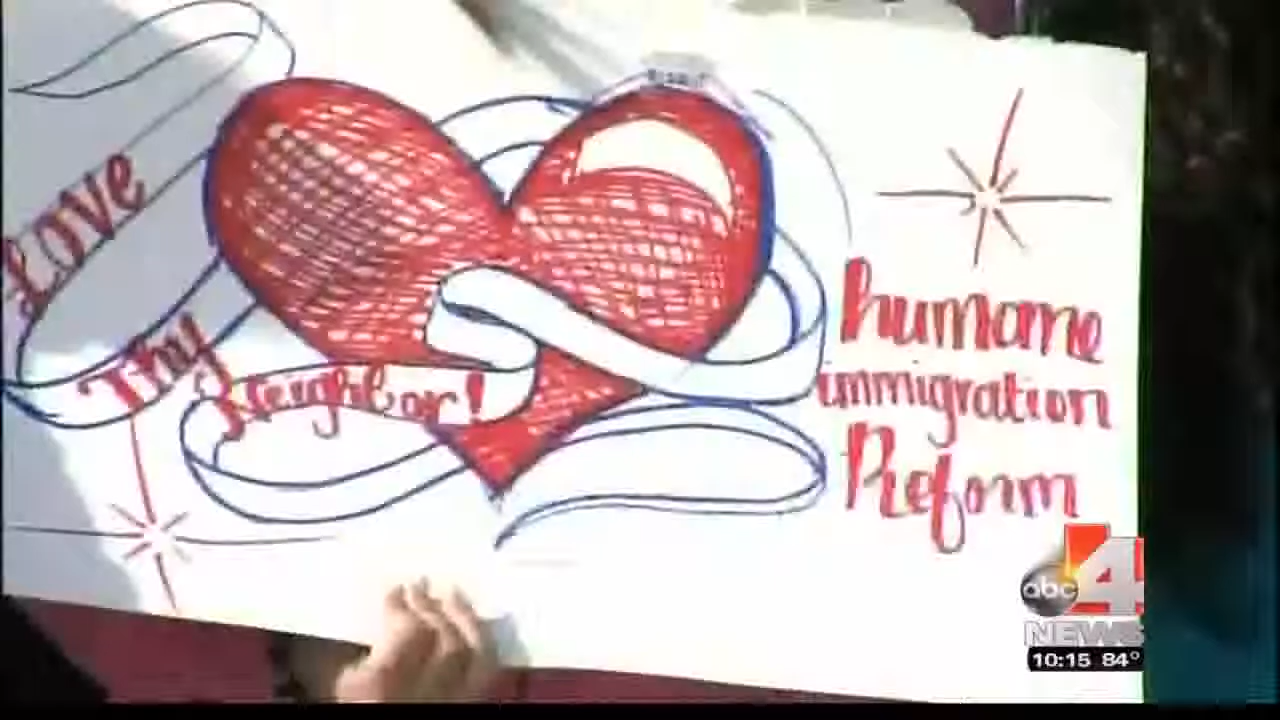 Love
Thy
Neighbor!
humane
immigration
Reform
abc 4
NEWS
10:15 84°